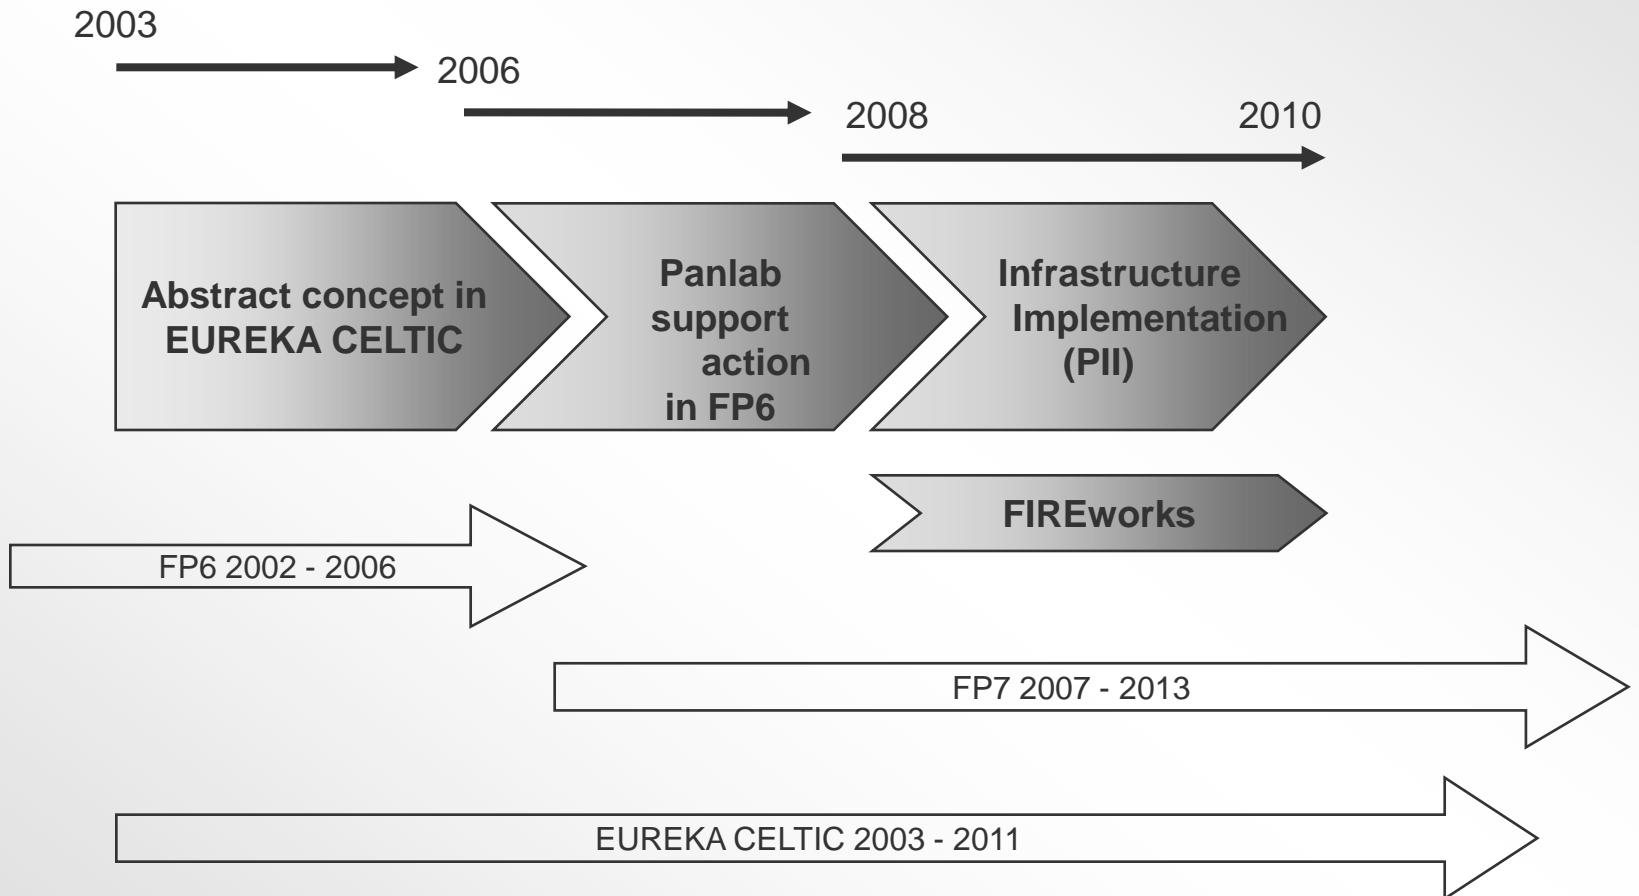 2003
2006
2008
2010
Abstract concept in
EUREKA CELTIC
Panlab
support
action
in FP6
Infrastructure
Implementation
(PII)
FIREworks
FP6 2002 - 2006
FP7 2007 - 2013
EUREKA CELTIC 2003 - 2011